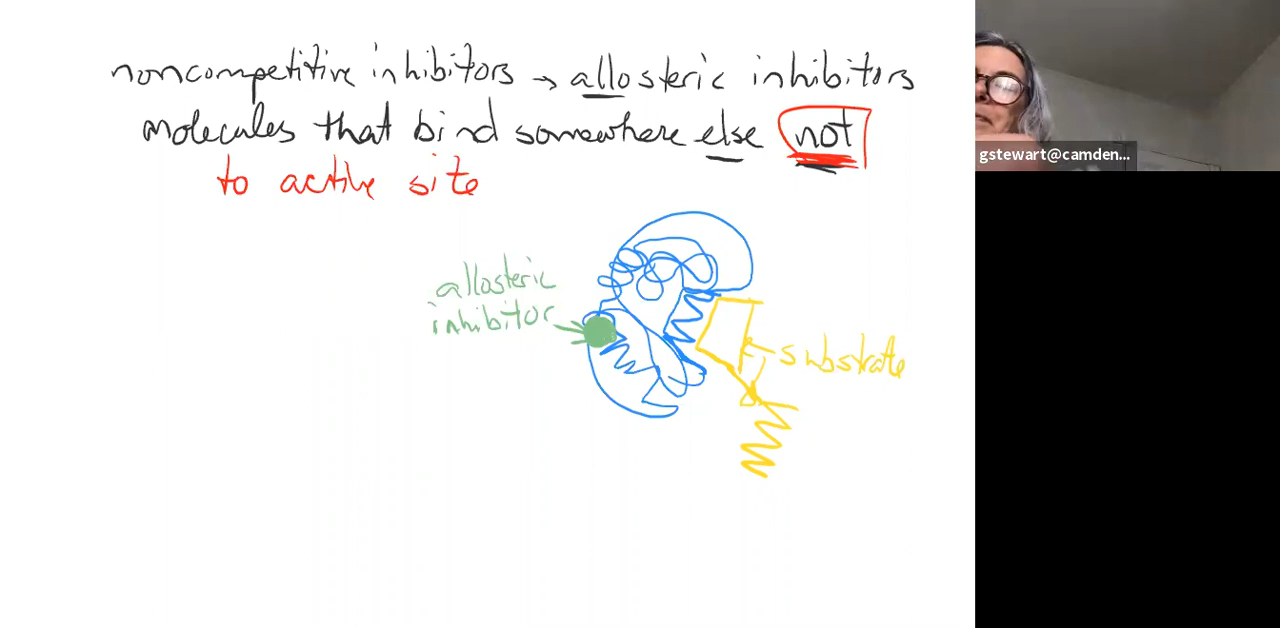 noncompetitive inhibitors → allosteric inhibitors
molecules that bind somewhere else not
to active site
allosteric
inhibitor
substrate
gstewart@camden...